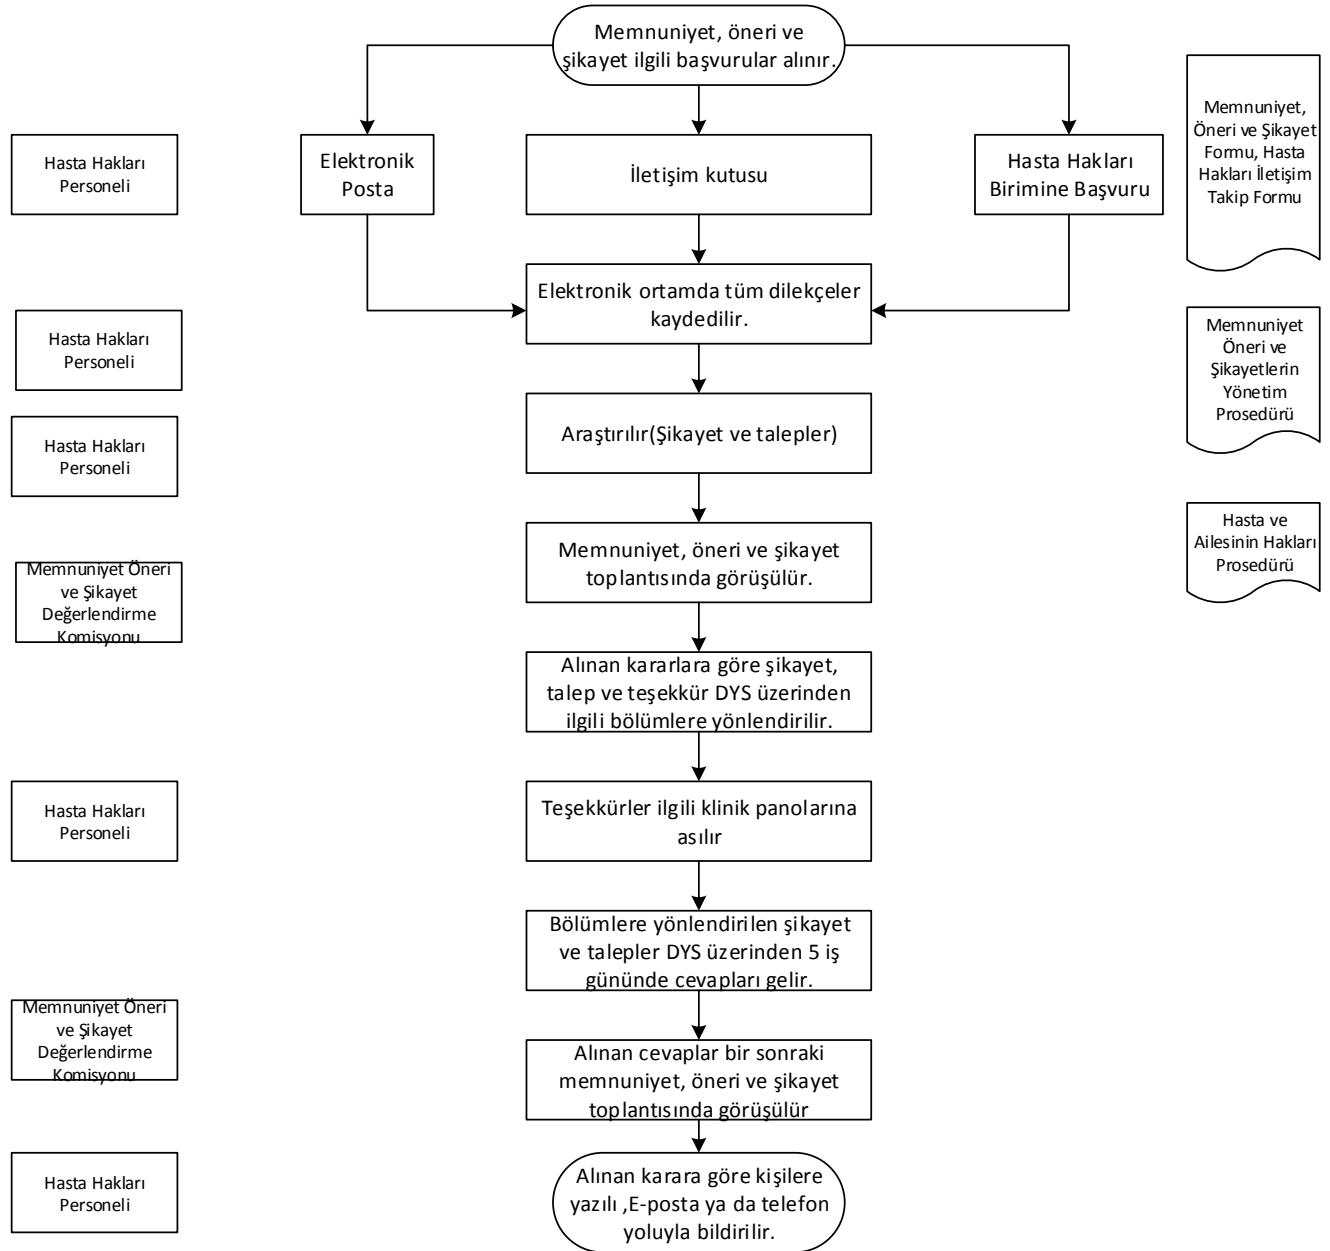 Memnuniyet, öneri ve
şikayet ilgili başvurular alınır.
Hasta Hakları
Personeli
Elektronik
Posta
İletişim kutusu
Hasta Hakları
Birimine Başvuru
Memnuniyet,
Öneri ve Şikayet
Formu, Hasta
Hakları İletişim
Takip Formu
Elektronik ortamda tüm dilekçeler
kaydedilir.
Hasta Hakları
Personeli
Memnuniyet
Öneri ve
Şikayetlerin
Yönetim
Prosedürü
Hasta Hakları
Personeli
Araştırılır(Şikayet ve talepler)
Memnuniyet, öneri ve şikayet
toplantısında görüşülür.
Hasta ve
Ailesinin Hakları
Prosedürü
Memnuniyet Öneri
ve Şikayet
Değerlendirme
Komisyonu
Alınan kararlara göre şikayet,
talep ve teşekkür DYS üzerinden
ilgili bölümlere yönlendirilir.
Hasta Hakları
Personeli
Teşekkürler ilgili klinik panolarına
asılır
Bölümlere yönlendirilen şikayet
ve talepler DYS üzerinden 5 iş
gününde cevapları gelir.
Memnuniyet Öneri
ve Şikayet
Değerlendirme
Komisyonu
Alınan cevaplar bir sonraki
memnuniyet, öneri ve şikayet
toplantısında görüşülür
Hasta Hakları
Personeli
Alınan karara göre kişilere
yazılı ,E-posta ya da telefon
yoluyla bildirilir.